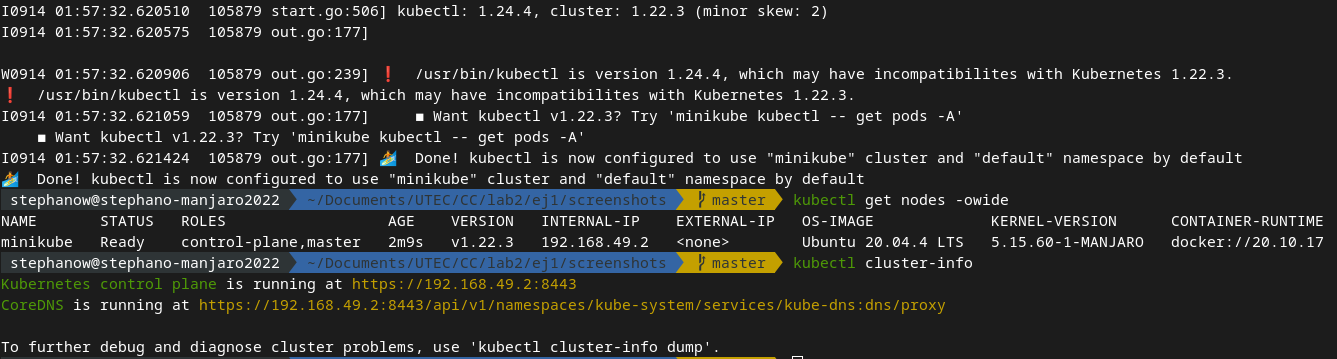 I0914 01:57:32.620510  105879 start.go:506] kubectl: 1.24.4, cluster: 1.22.3 (minor skew: 2)
I0914 01:57:32.620575  105879 out.go:177]
W0914 01:57:32.620906  105879 out.go:239] ❗  /usr/bin/kubectl is version 1.24.4, which may have incompatibilites with Kubernetes 1.22.3.
❗  /usr/bin/kubectl is version 1.24.4, which may have incompatibilites with Kubernetes 1.22.3.
I0914 01:57:32.621059  105879 out.go:177]     ▪ Want kubectl v1.22.3? Try 'minikube kubectl -- get pods -A'
    ▪ Want kubectl v1.22.3? Try 'minikube kubectl -- get pods -A'
I0914 01:57:32.621424  105879 out.go:177] 🏄  Done! kubectl is now configured to use "minikube" cluster and "default" namespace by default
🏄  Done! kubectl is now configured to use "minikube" cluster and "default" namespace by default
stephanow@stephano-manjaro2022  ~/Documents/UTEC/CC/lab2/ej1/screenshots  master  kubectl get nodes -owide
NAME       STATUS   ROLES                  AGE    VERSION   INTERNAL-IP    EXTERNAL-IP   OS-IMAGE             KERNEL-VERSION      CONTAINER-RUNTIME
minikube   Ready    control-plane,master   2m9s   v1.22.3   192.168.49.2   <none>        Ubuntu 20.04.4 LTS   5.15.60-1-MANJARO   docker://20.10.17
stephanow@stephano-manjaro2022  ~/Documents/UTEC/CC/lab2/ej1/screenshots  master  kubectl cluster-info
Kubernetes control plane is running at https://192.168.49.2:8443
CoreDNS is running at https://192.168.49.2:8443/api/v1/namespaces/kube-system/services/kube-dns:dns/proxy
To further debug and diagnose cluster problems, use 'kubectl cluster-info dump'.